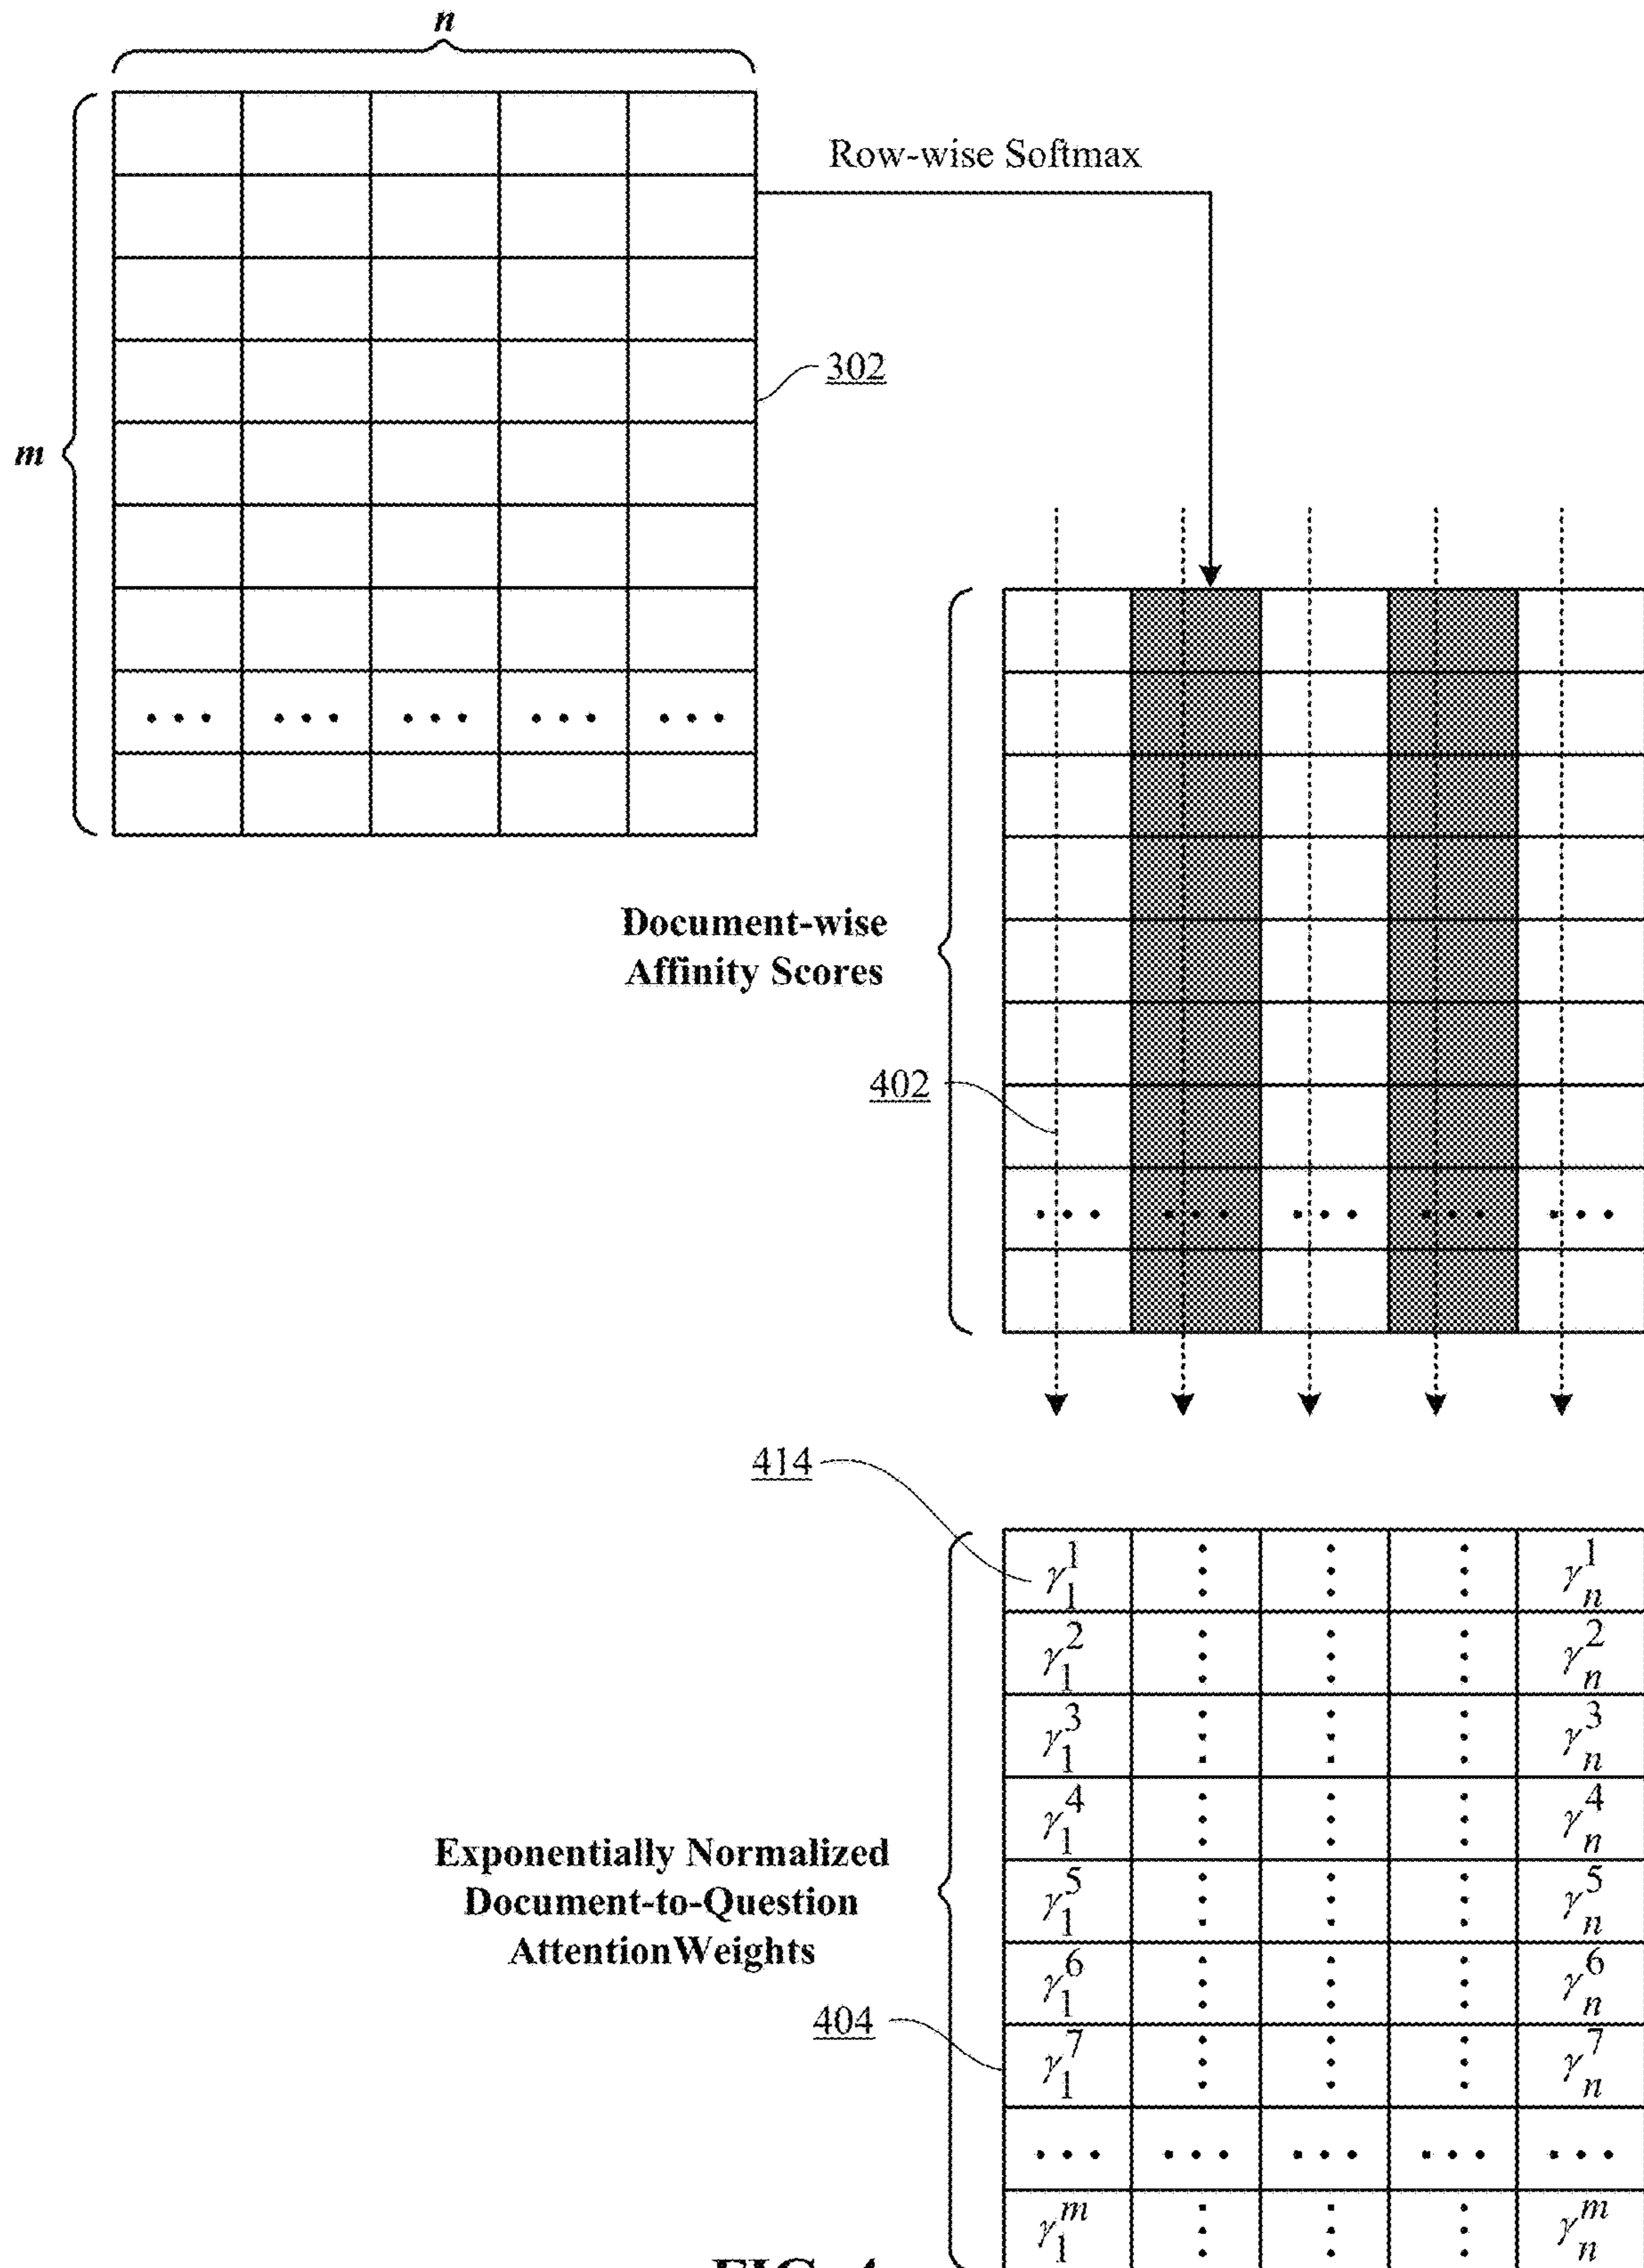 n
Row-wise Softmax
302
m
... ... ... ... ...
Document-wise
Affinity Scores
402
... ... ... ... ...
414
γ₁¹ ⋮ ⋮ ⋮ γₙ¹
γ₁² ⋮ ⋮ ⋮ γₙ²
γ₁³ ⋮ ⋮ ⋮ γₙ³
γ₁⁴ ⋮ ⋮ ⋮ γₙ⁴
Exponentially Normalized
Document-to-Question
AttentionWeights
γ₁⁵ ⋮ ⋮ ⋮ γₙ⁵
γ₁⁶ ⋮ ⋮ ⋮ γₙ⁶
404
γ₁⁷ ⋮ ⋮ ⋮ γₙ⁷
... ... ... ... ...
γ₁ᵐ ⋮ ⋮ ⋮ γₙᵐ